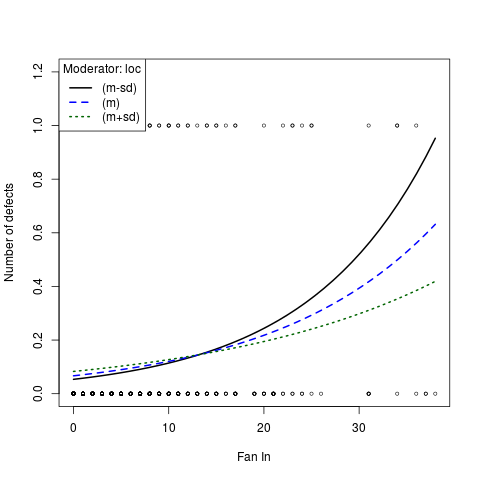 Moderator: loc
(m-sd)
(m)
(m+sd)
Number of defects
0.0
0.2
0.4
0.6
0.8
1.0
1.2
0 10 20 30
Fan In